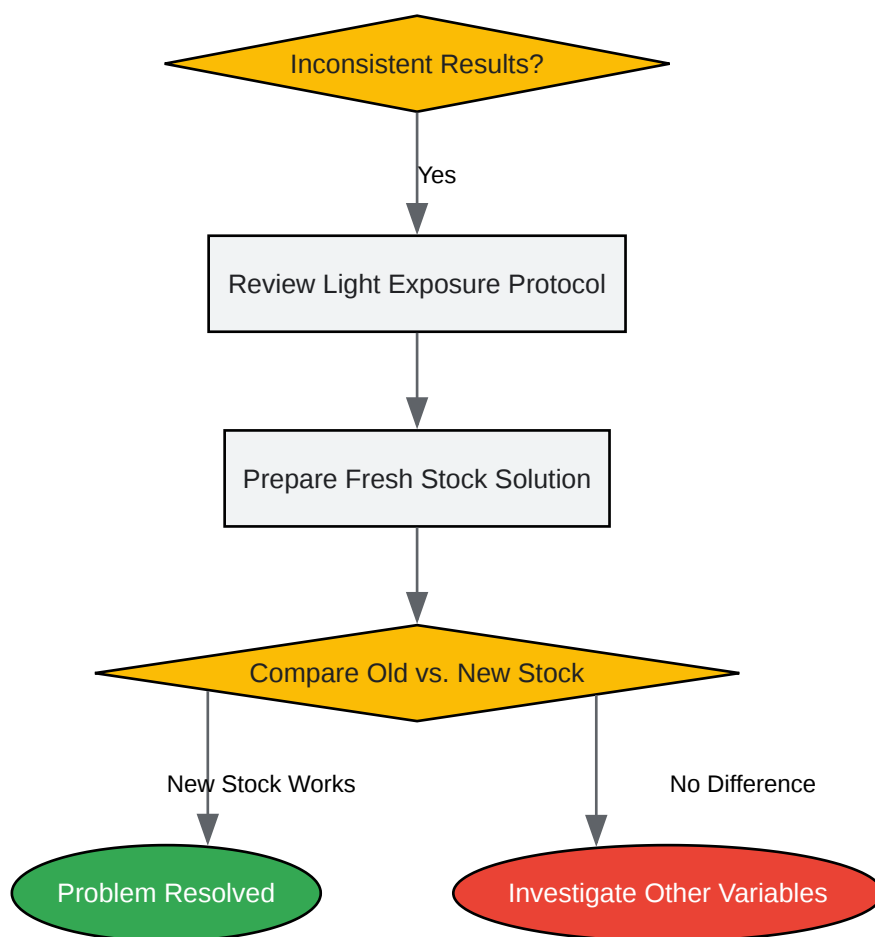 Inconsistent Results?
Yes
Review Light Exposure Protocol
Prepare Fresh Stock Solution
Compare Old vs. New Stock
New Stock Works
No Difference
Problem Resolved
Investigate Other Variables